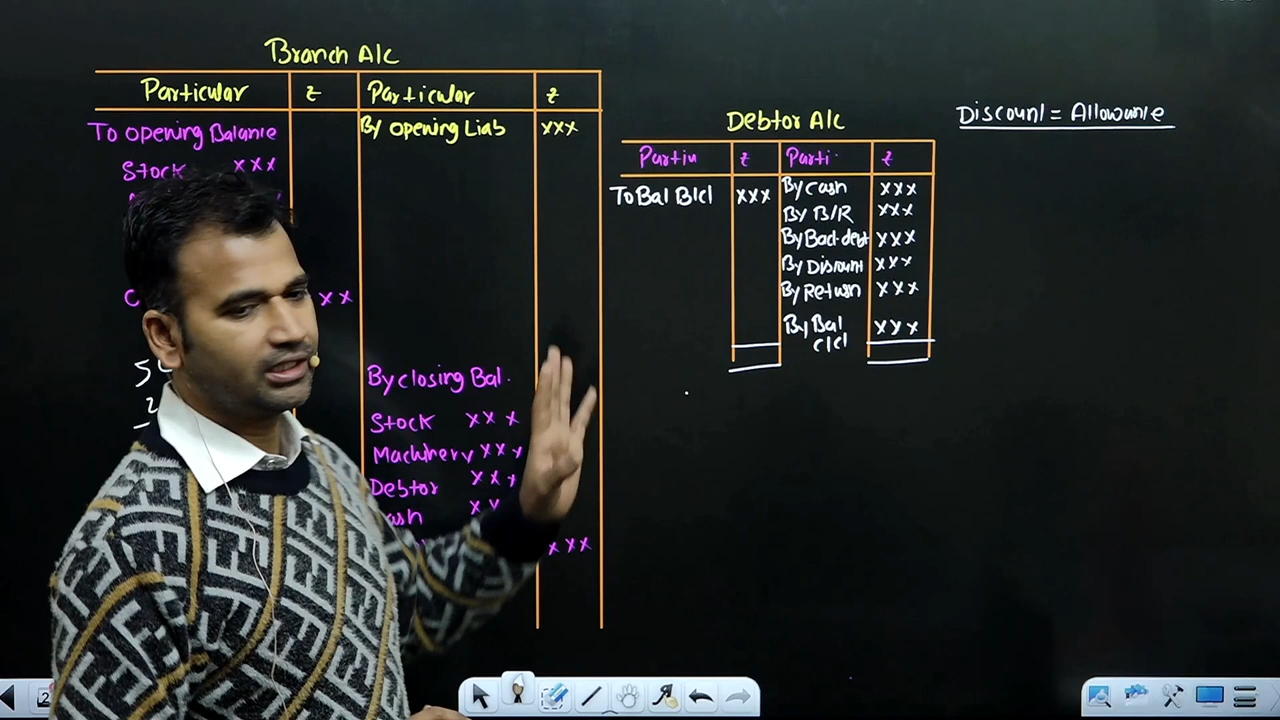 Branch A/c
Particular ₹ Particular ₹
To opening Balance By opening Liab xxx
Stock xxx
xx
By closing Bal.
Stock xx x
Machinery xxx
Debtor xxx
xxx
Debtor A/c
Partiu ₹ Parti. ₹
To Bal B/d xxx By cash xxx
By B/R xxx
By Bad-debt xxx
By Discount xxx
By Return xxx
By Bal xxx
c/d
Discount = Allowance